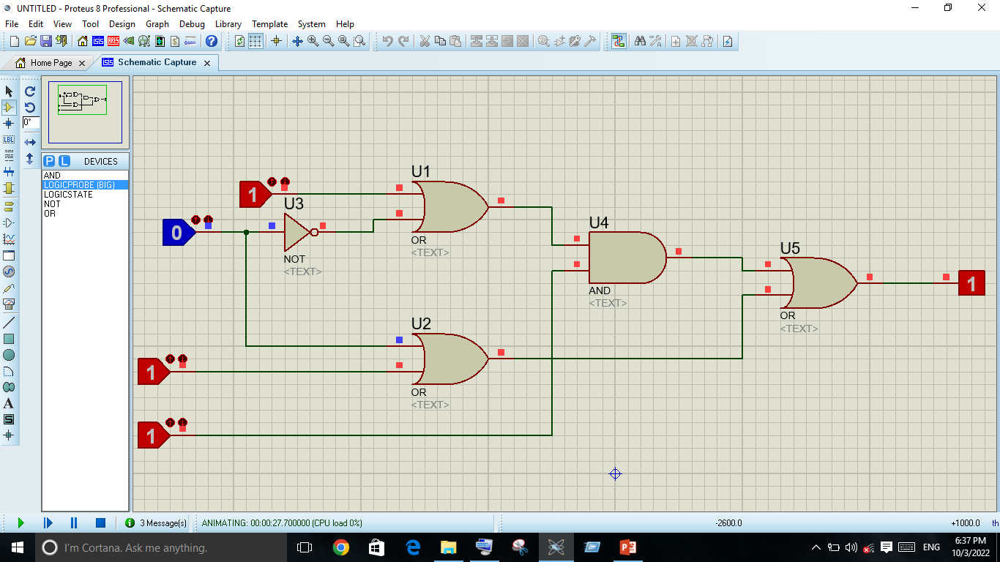 UNTITLED - Proteus 8 Professional - Schematic Capture
File Edit View Tool Design Graph Debug Library Template System Help
Home Page
Schematic Capture
0°
LBL
P L DEVICES
AND
LOGICPROBE (BIG)
LOGICSTATE
NOT
OR
A
S
U1
1
U3
OR
<TEXT>
0
NOT
<TEXT>
U4
AND
<TEXT>
U5
1
OR
<TEXT>
U2
1
OR
<TEXT>
1
3 Message(s)
ANIMATING: 00:00:27.700000 (CPU load 0%)
-2600.0
+1000.0
th
I'm Cortana. Ask me anything.
ENG
6:37 PM
10/3/2022